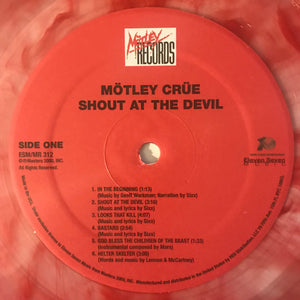 MÖTLEY
RECORDS
MÖTLEY CRÜE
SHOUT AT THE DEVIL
SIDE ONE
ESM/MR 312
All Rights Reserved.
1. IN THE BEGINNING (1:13)
(Music by Geoff Workman; Narration by Sixx)
2. SHOUT AT THE DEVIL (3:16)
(Music and lyrics by Sixx)
3. LOOKS THAT KILL (4:07)
(Music and lyrics by Sixx)
4. BASTARD (2:54)
(Music and lyrics by Sixx)
5. GOD BLESS THE CHILDREN OF THE BEAST (1:33)
(Instrumental composed by Mars)
6. HELTER SKELTER (3:09)
(Words and music by Lennon & McCartney)